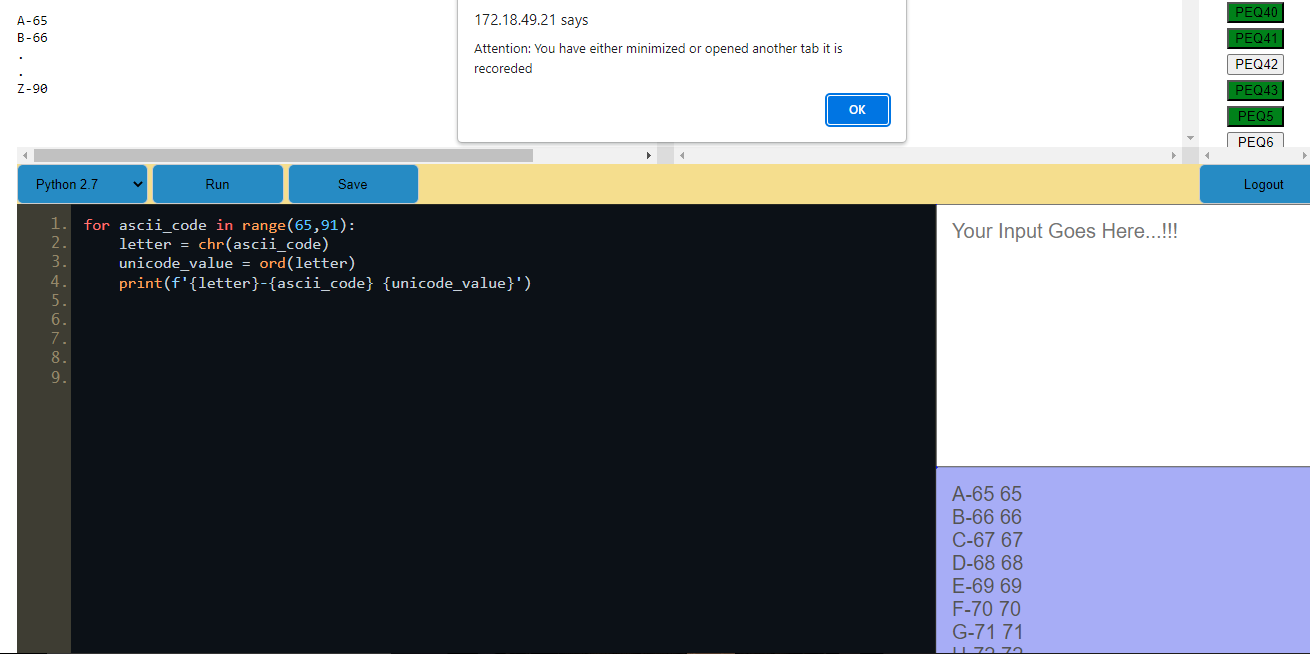 A-65
B-66
.
.
Z-90
172.18.49.21 says
Attention: You have either minimized or opened another tab it is
recoreded
OK
PEQ40
PEQ41
PEQ42
PEQ43
PEQ5
PEQ6
Python 2.7
Run
Save
Logout
1. for ascii_code in range(65,91):
2.     letter = chr(ascii_code)
3.     unicode_value = ord(letter)
4.     print(f'{letter}-{ascii_code} {unicode_value}')
5.
6.
7.
8.
9.
Your Input Goes Here...!!!
A-65 65
B-66 66
C-67 67
D-68 68
E-69 69
F-70 70
G-71 71
H-72 72